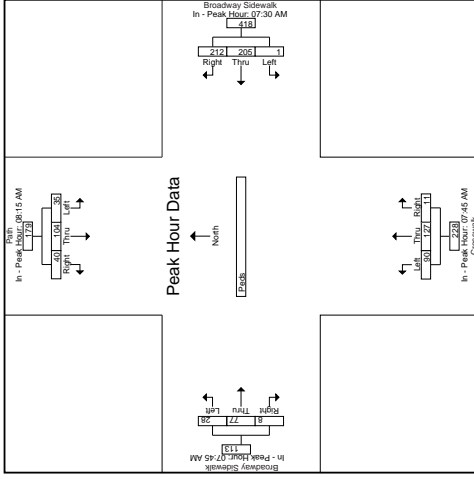 Broadway Sidewalk
In - Peak Hour: 07:30 AM
418
212 205 1
Right Thru Left
Path
In - Peak Hour: 08:15 AM
179
35 104 40
Left Thru Right
Peak Hour Data
North
Peds
Right Thru Left
11 127 90
228
In - Peak Hour: 07:45 AM
Left Thru Right
28 77 8
113
In - Peak Hour: 07:45 AM
Broadway Sidewalk